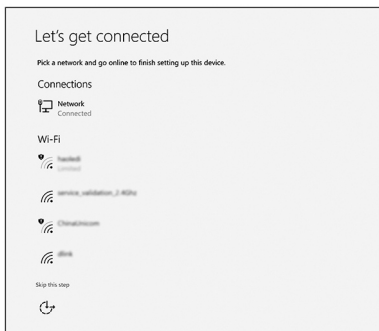 Let's get connected
Pick a network and go online to finish setting up this device.
Connections
Network
Connected
Wi-Fi
Limited
service_validation_2.4Ghz
ChinaUnicom
dlink
Skip this step